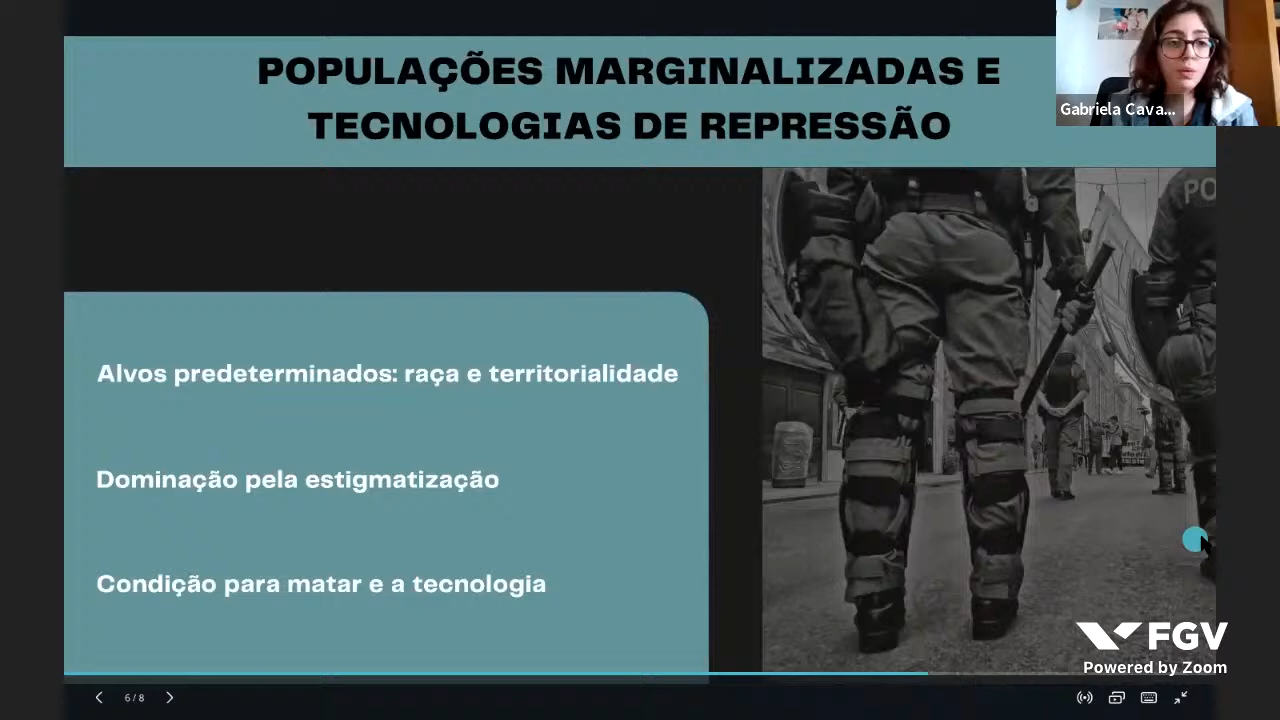 POPULAÇÕES MARGINALIZADAS E
TECNOLOGIAS DE REPRESSÃO
Gabriela Cava...
PO
Alvos predeterminados: raça e territorialidade
Dominação pela estigmatização
Condição para matar e a tecnologia
FGV
Powered by Zoom
6/8